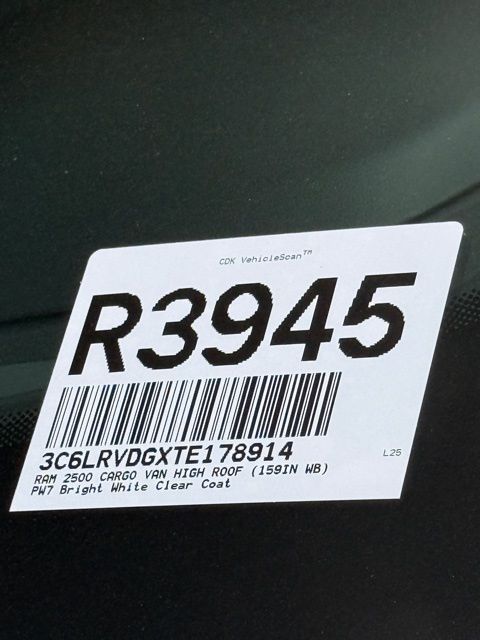 CDK VehicleScan™
R3945
3C6LRVDGXTE178914
RAM 2500 CARGO VAN HIGH ROOF (159IN WB)
PW7 Bright White Clear Coat
L25